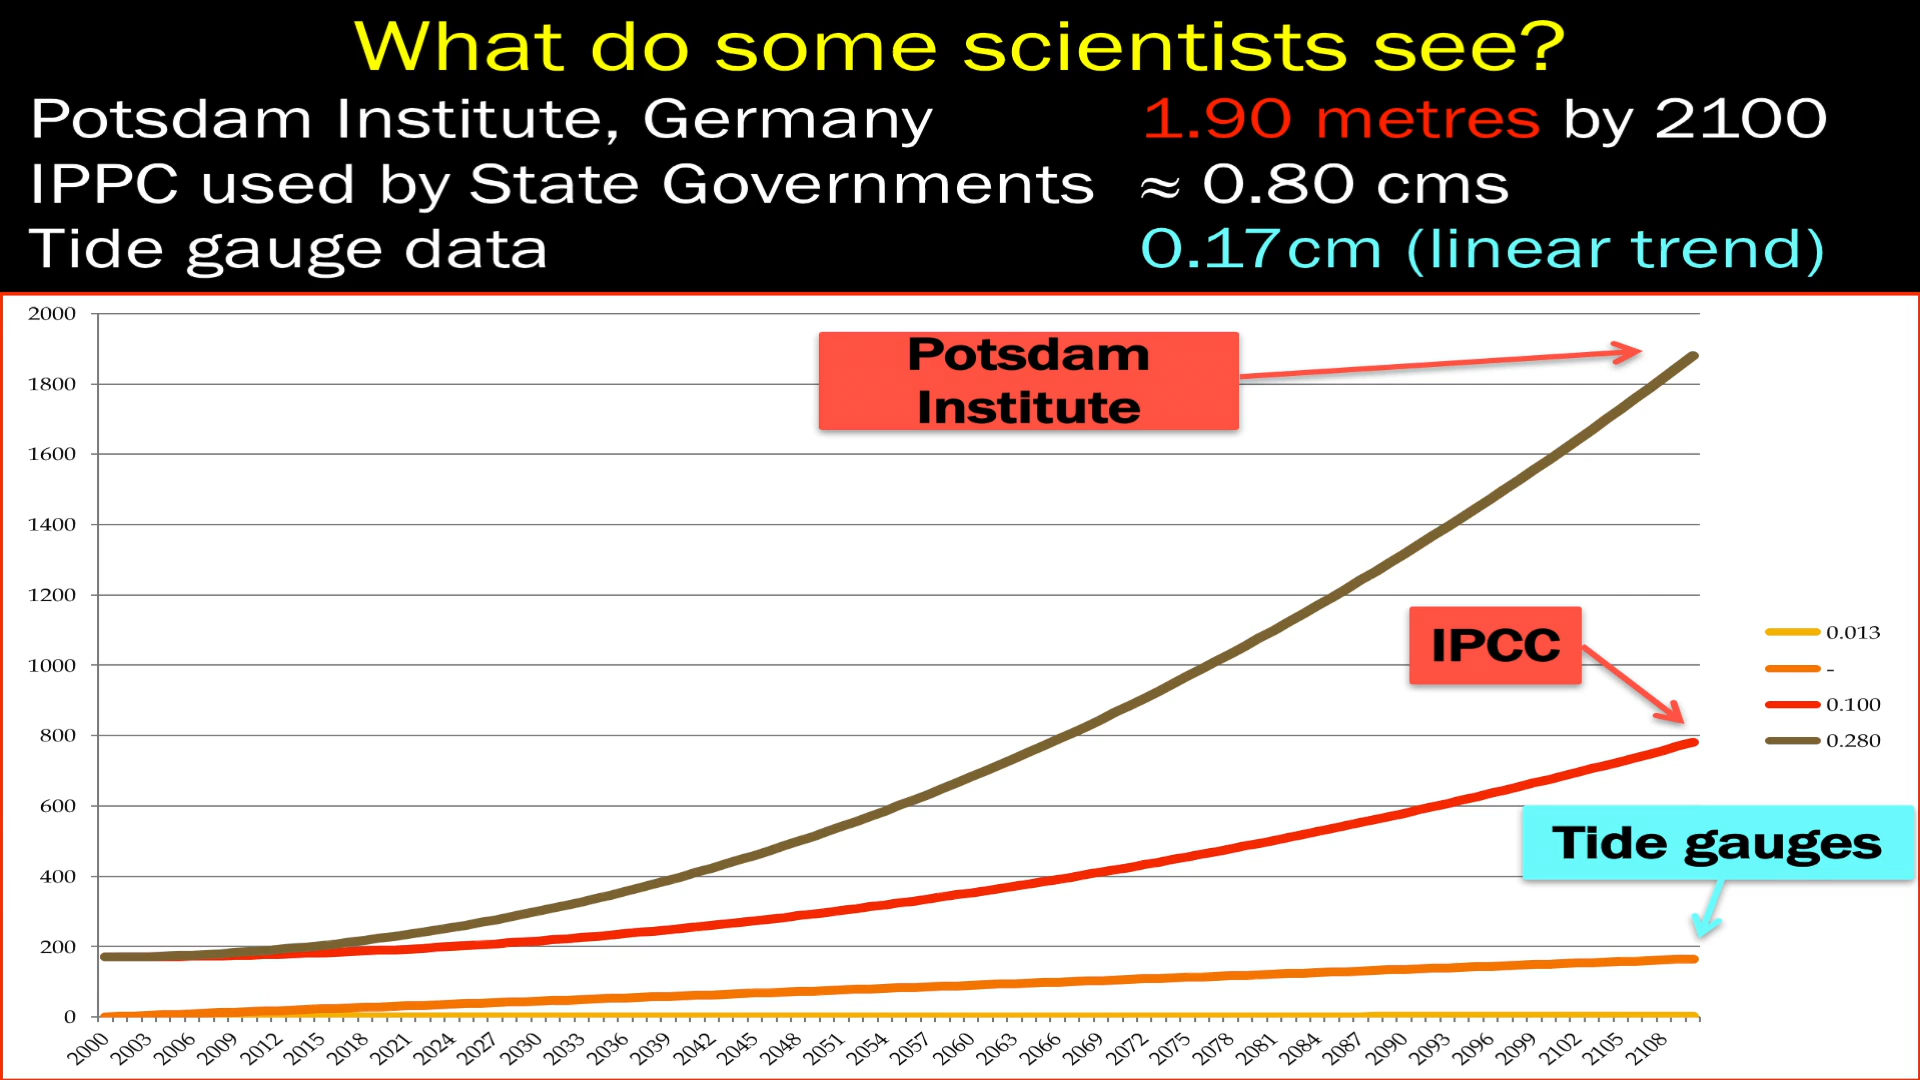 What do some scientists see?
Potsdam Institute, Germany 1.90 metres by 2100
IPPC used by State Governments ≈ 0.80 cms
Tide gauge data 0.17cm (linear trend)
2000
1800
1600
1400
1200
1000
800
600
400
200
0
Potsdam
Institute
IPCC
Tide gauges
0.013
-
0.100
0.280
2000 2003 2006 2009 2012 2015 2018 2021 2024 2027 2030 2033 2036 2039 2042 2045 2048 2051 2054 2057 2060 2063 2066 2069 2072 2075 2078 2081 2084 2087 2090 2093 2096 2099 2102 2105 2108